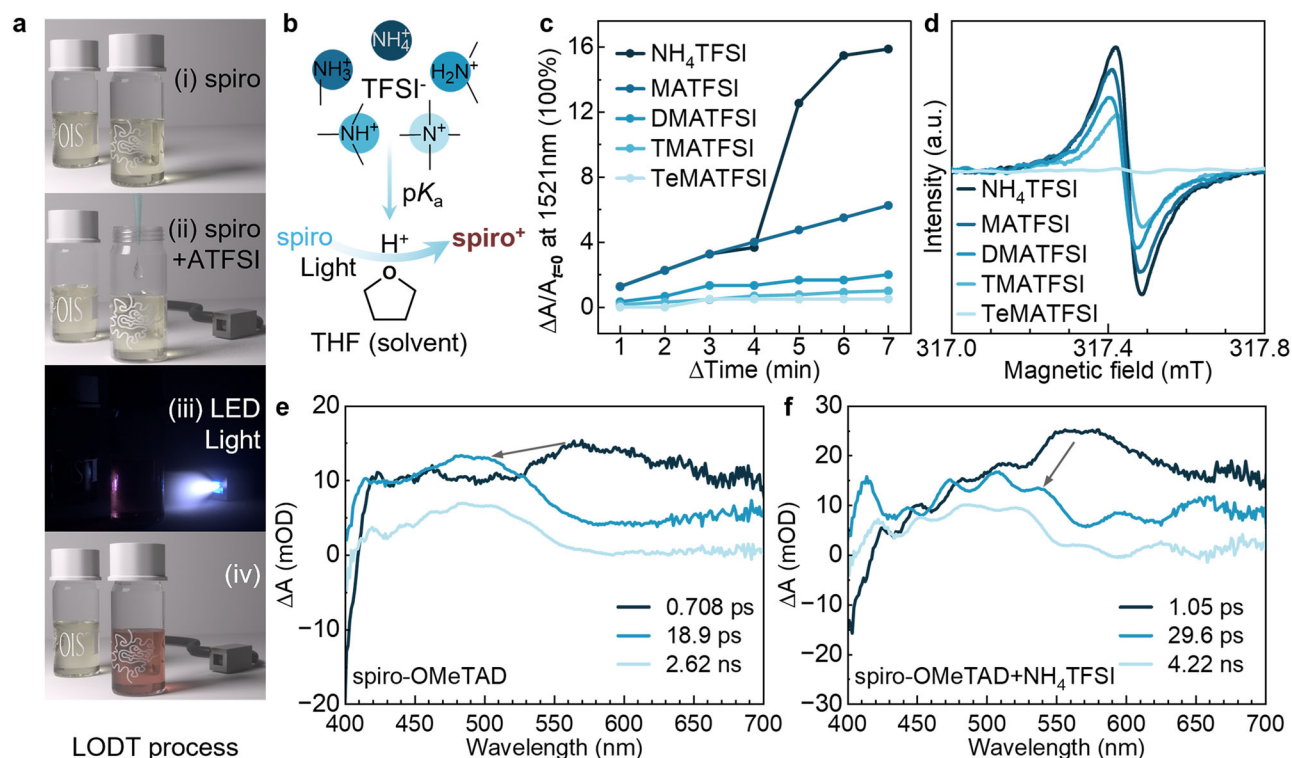 a
(i) spiro
OIS
(ii) spiro
+ATFSI
OIS
(iii) LED
Light
(iv)
OIS
LODT process
b
NH₄⁺
NH₃⁺
H₂N⁺
TFSI⁻
NH⁺
N⁺
pKₐ
spiro
H⁺
spiro⁺
Light
O
THF (solvent)
c
ΔA/Aₜ₌₀ at 1521nm (100%)
16
12
8
4
0
NH₄TFSI
MATFSI
DMATFSI
TMATFSI
TeMATFSI
1 2 3 4 5 6 7
ΔTime (min)
d
Intensity (a.u.)
NH₄TFSI
MATFSI
DMATFSI
TMATFSI
TeMATFSI
317.0 317.4 317.8
Magnetic field (mT)
e
ΔA (mOD)
20
10
0
−10
−20
0.708 ps
18.9 ps
2.62 ns
spiro-OMeTAD
400 450 500 550 600 650 700
Wavelength (nm)
f
ΔA (mOD)
30
20
10
0
−10
−20
−30
1.05 ps
29.6 ps
4.22 ns
spiro-OMeTAD+NH₄TFSI
400 450 500 550 600 650 700
Wavelength (nm)